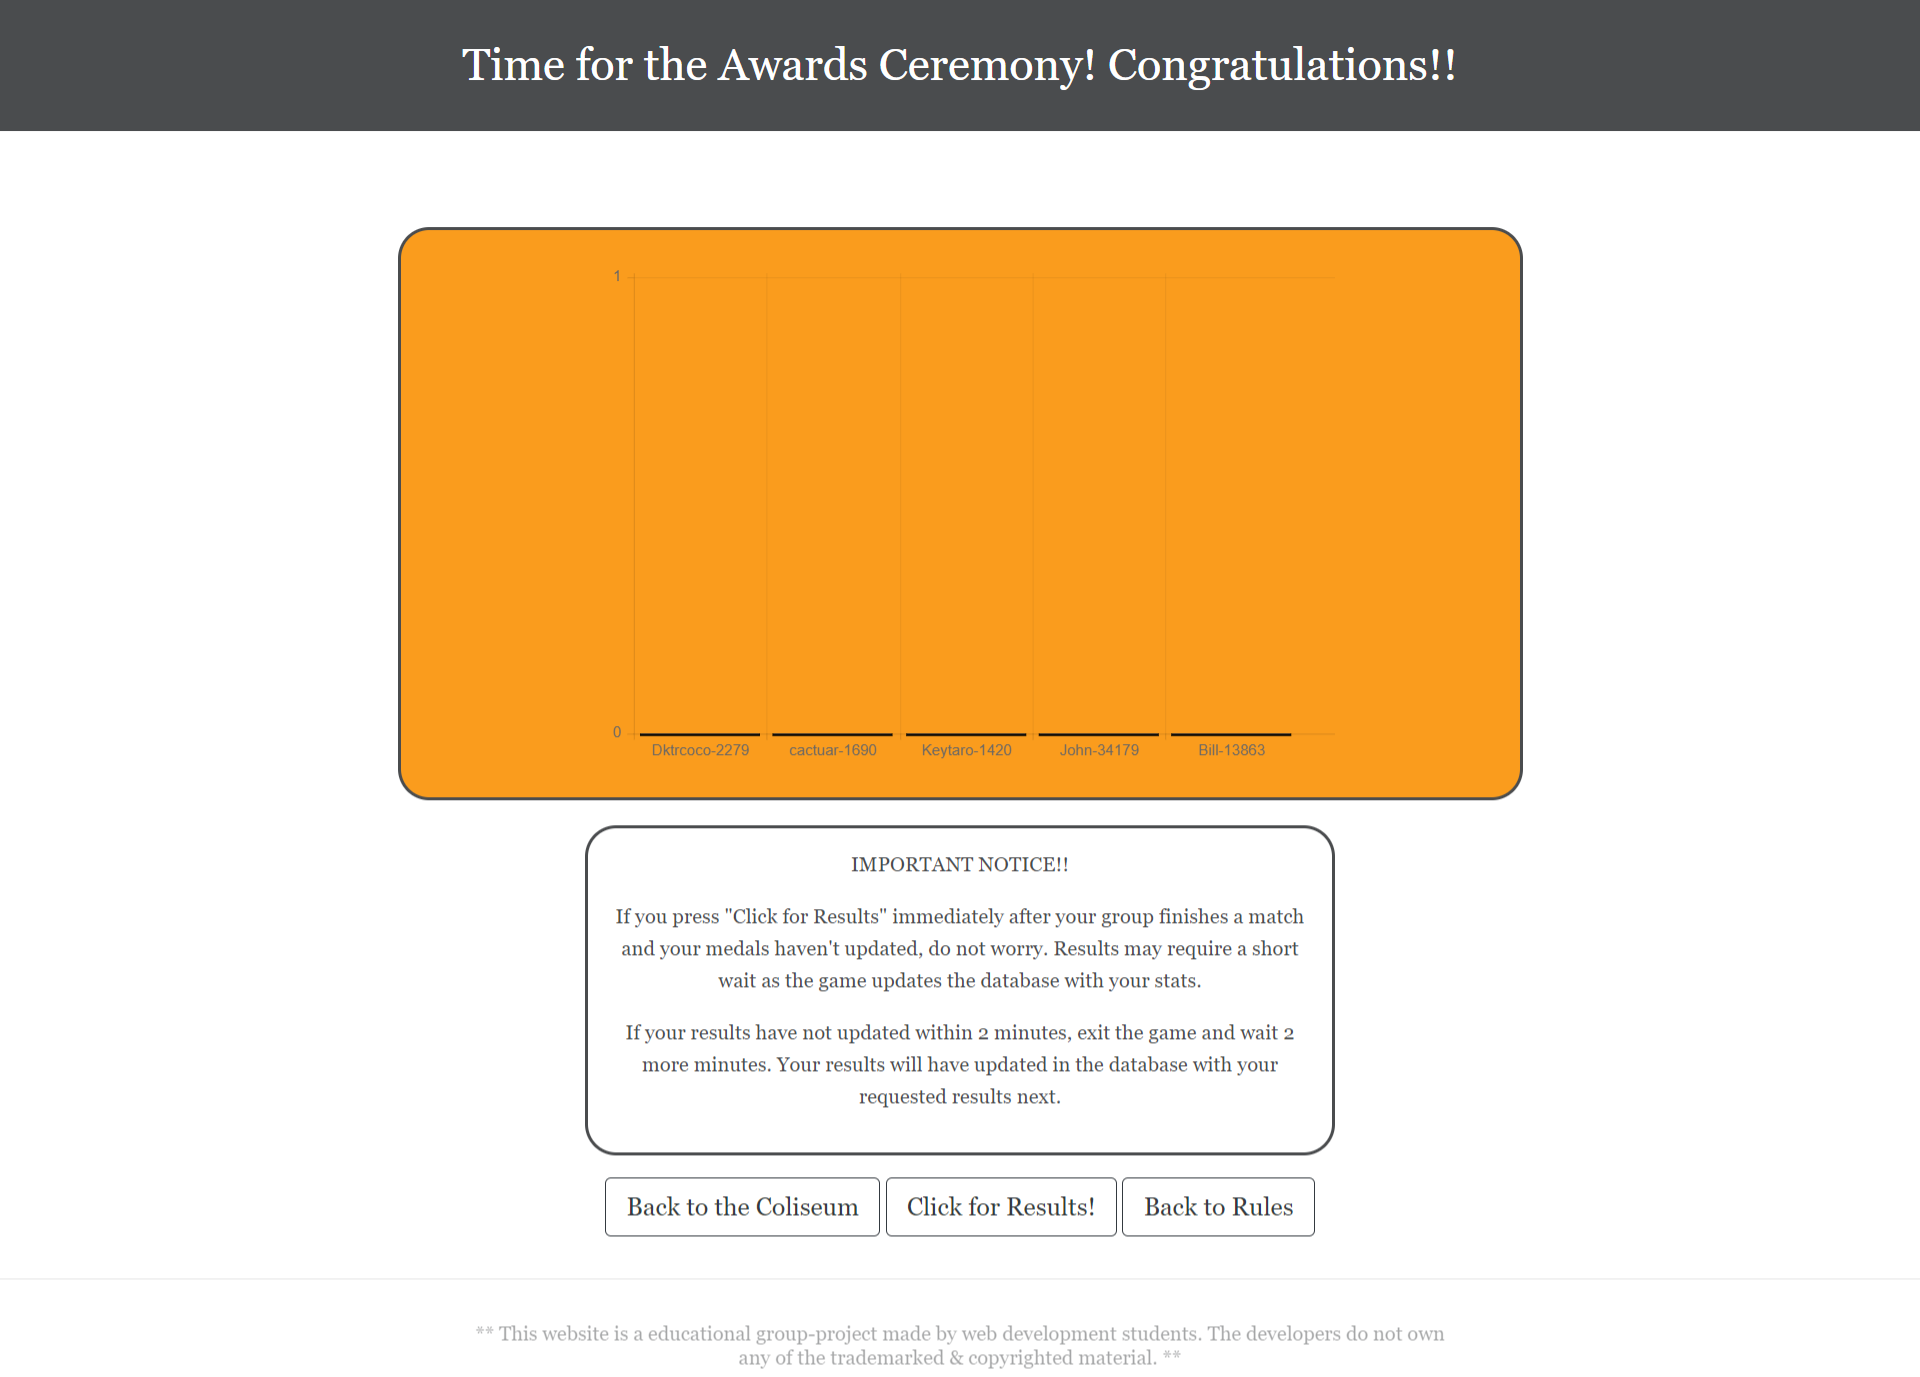 Time for the Awards Ceremony! Congratulations!!
1
0
Dktrcoco-2279 cactuar-1690 Keytaro-1420 John-34179 Bill-13863
IMPORTANT NOTICE!!
If you press "Click for Results" immediately after your group finishes a match
and your medals haven't updated, do not worry. Results may require a short
wait as the game updates the database with your stats.
If your results have not updated within 2 minutes, exit the game and wait 2
more minutes. Your results will have updated in the database with your
requested results next.
Back to the Coliseum Click for Results! Back to Rules
** This website is a educational group-project made by web development students. The developers do not own
any of the trademarked & copyrighted material. **